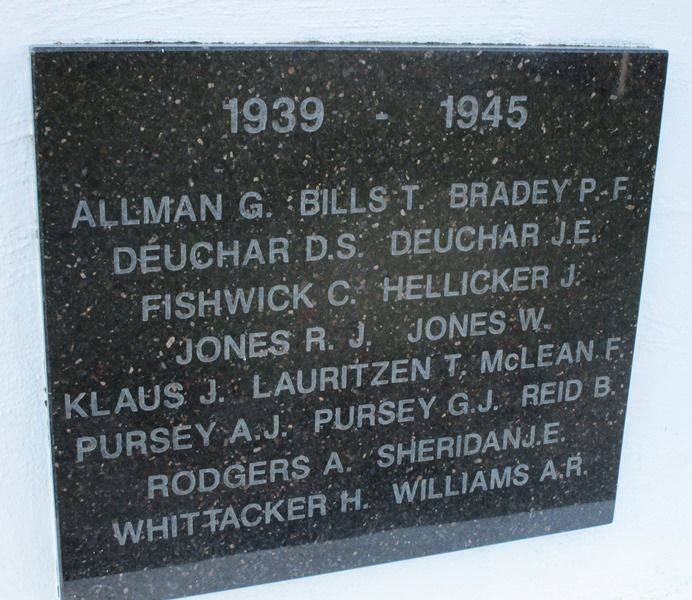 1939 - 1945
ALLMAN G. BILLS T. BRADEY P. F.
DEUCHAR D.S. DEUCHAR J.E.
FISHWICK C. HELLICKER J.
JONES R. J. JONES W.
KLAUS J. LAURITZEN T. McLEAN F.
PURSEY A.J. PURSEY G.J. REID B.
RODGERS A. SHERIDAN J.E.
WHITTACKER H. WILLIAMS A.R.